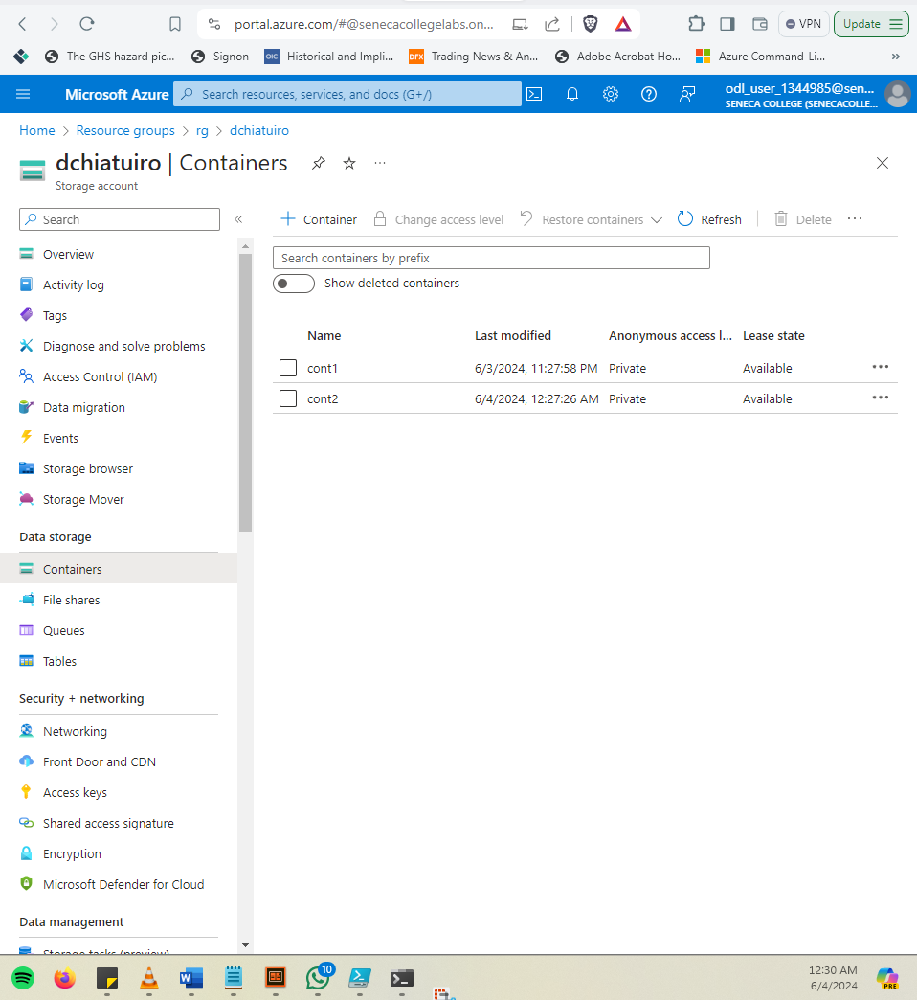 portal.azure.com/#@senecacollegelabs.on...
VPN
Update
The GHS hazard pic...
Signon
OIC
Historical and Impli...
DFX
Trading News & An...
Adobe Acrobat Ho...
Azure Command-Li...
»
Microsoft Azure
Search resources, services, and docs (G+/)
odl_user_1344985@sen...
SENECA COLLEGE (SENECACOLLE...
Home > Resource groups > rg > dchiatuiro
dchiatuiro | Containers
Storage account
Search
«
Container
Change access level
Restore containers
Refresh
Delete
Search containers by prefix
Show deleted containers
Name Last modified Anonymous access l... Lease state
cont1 6/3/2024, 11:27:58 PM Private Available
cont2 6/4/2024, 12:27:26 AM Private Available
Overview
Activity log
Tags
Diagnose and solve problems
Access Control (IAM)
Data migration
Events
Storage browser
Storage Mover
Data storage
Containers
File shares
Queues
Tables
Security + networking
Networking
Front Door and CDN
Access keys
Shared access signature
Encryption
Microsoft Defender for Cloud
Data management
Storage tasks (preview)
10
12:30 AM
6/4/2024
PRE